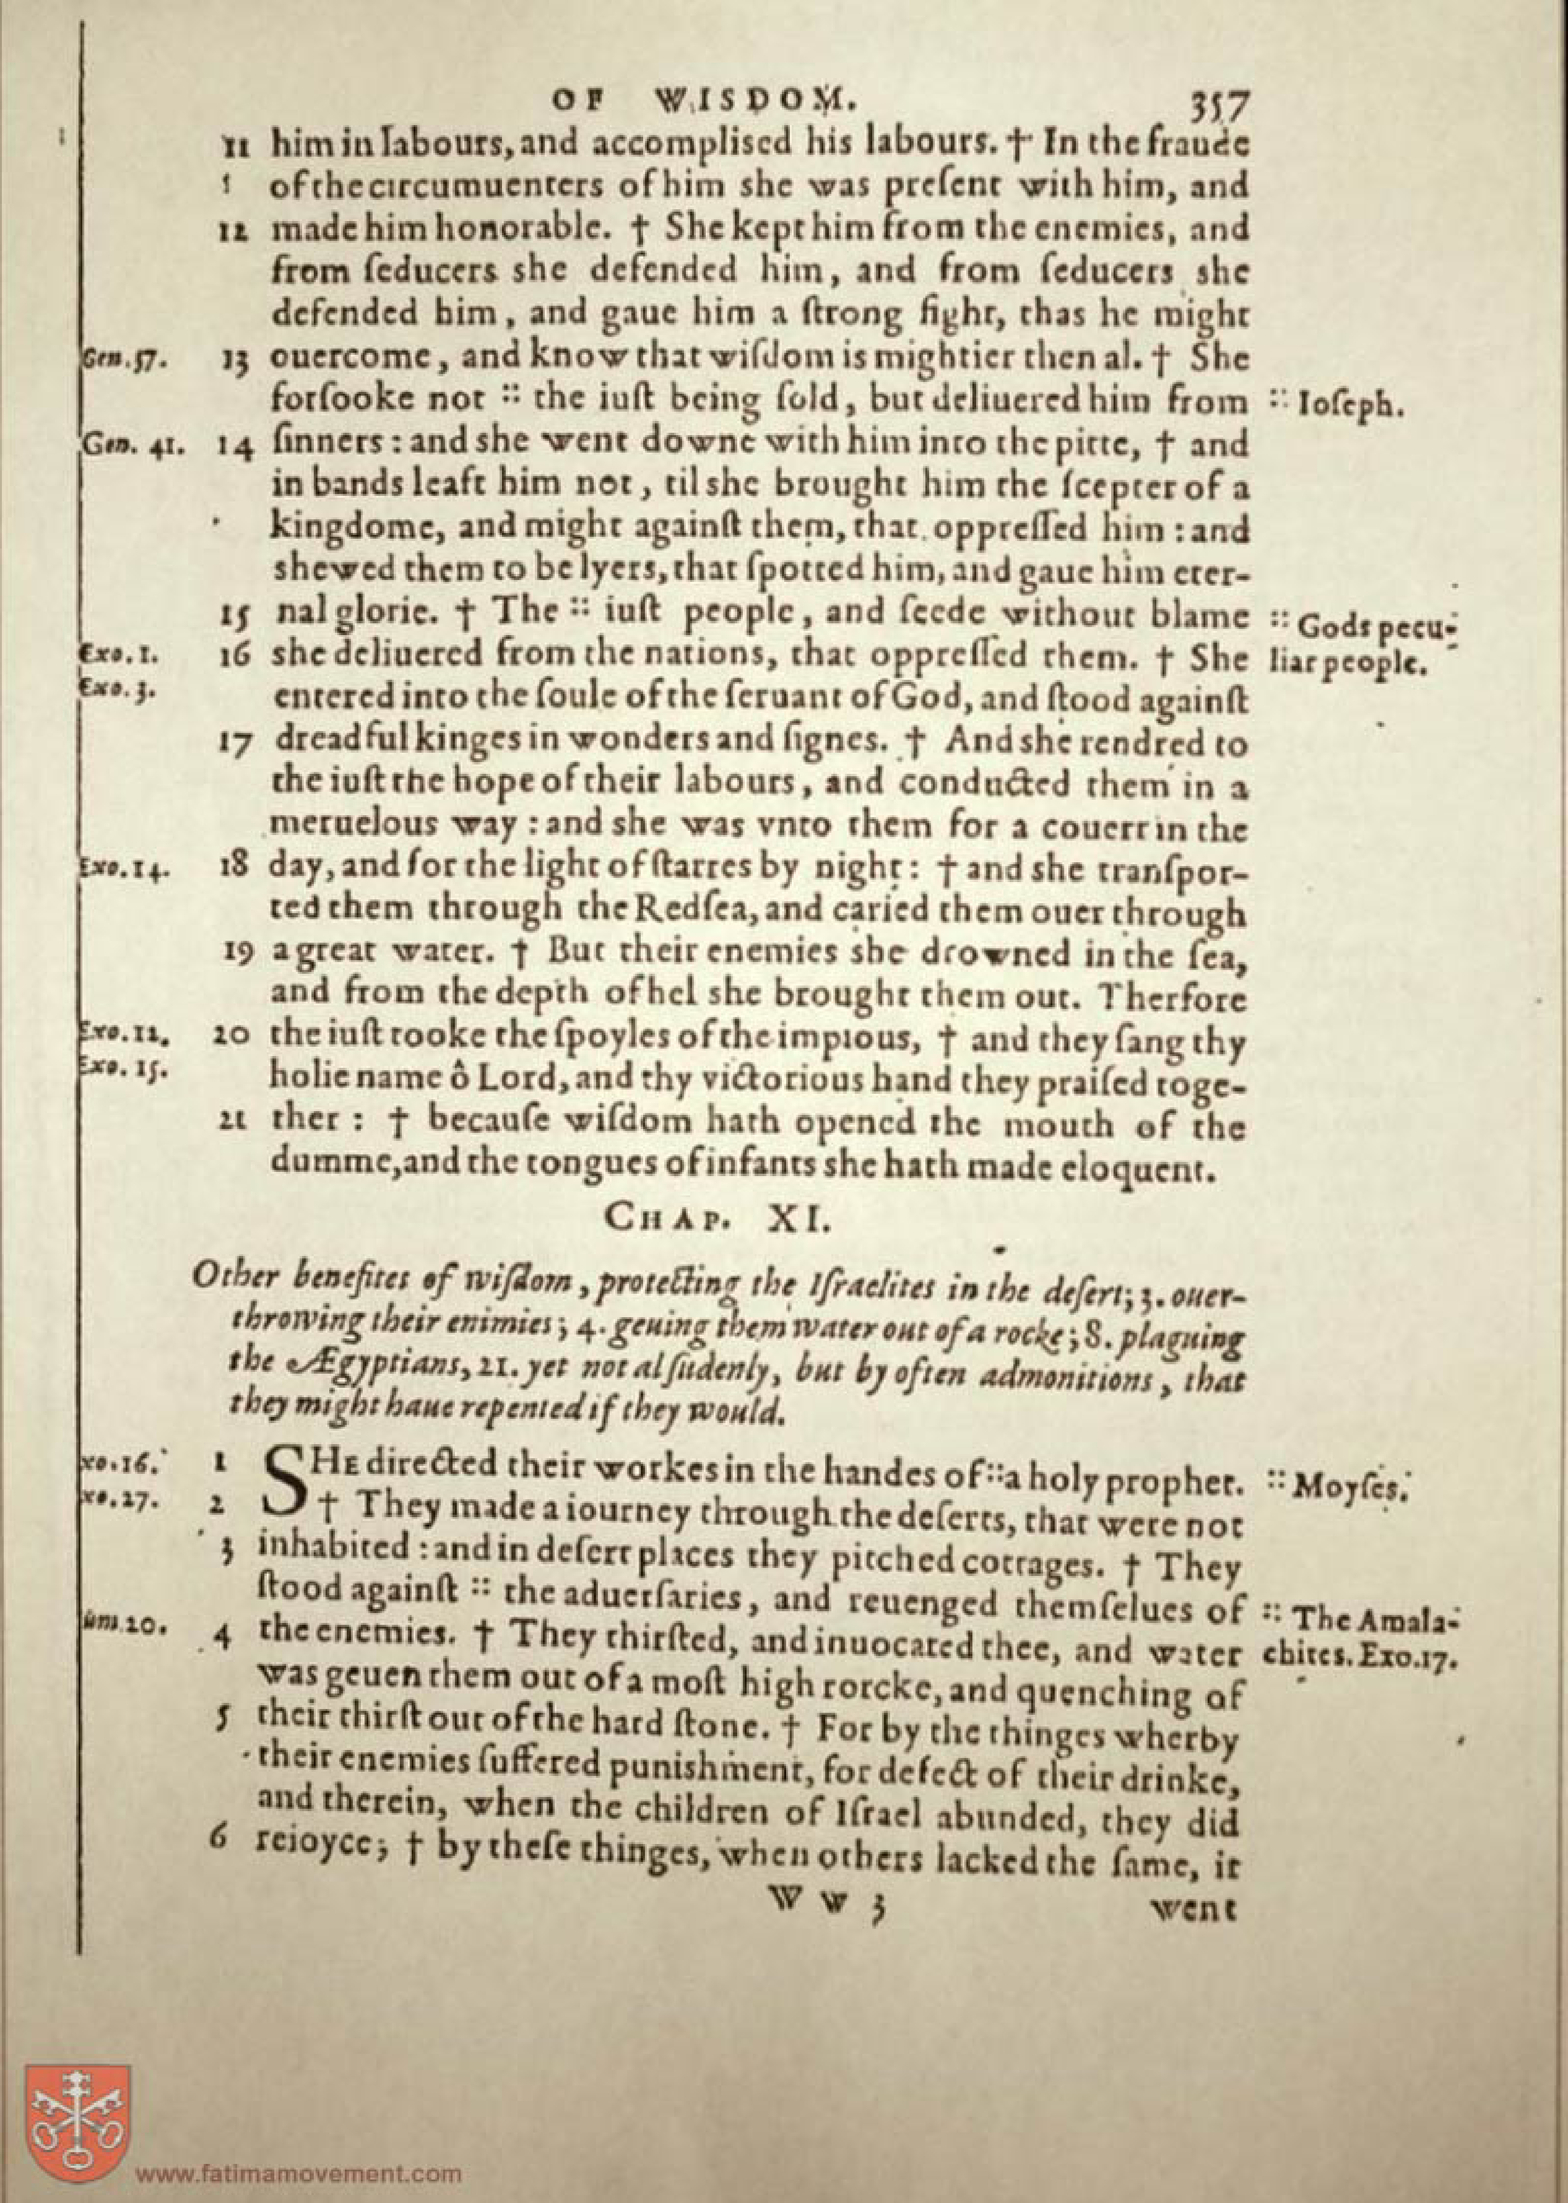 OF WISDOM. 357
11 him in labours, and accomplised his labours. † In the fraude
of the circumuenters of him she was preſent with him, and
12 made him honorable. † She kept him from the enemies, and
from ſeducers she defended him, and from ſeducers she
defended him, and gaue him a ſtrong fight, thas he might
Gen. 37. 13 ouercome, and know that wiſdom is mightier then al. † She
forſooke not :: the iuſt being ſold, but deliuered him from :: Ioſeph.
Gen. 41. 14 ſinners : and she went downe with him into the pitte, † and
in bands leaft him not, til she brought him the ſcepter of a
kingdome, and might againſt them, that oppreſſed him : and
shewed them to be lyers, that ſpotted him, and gaue him eter-
15 nal glorie. † The :: iuſt people, and ſeede without blame :: Gods pecu-
Exo. 1. 16 she deliuered from the nations, that oppreſſed them. † She liar people.
Exo. 3. entered into the ſoule of the ſeruant of God, and ſtood againſt
17 dreadful kinges in wonders and ſignes. † And she rendred to
the iuſt the hope of their labours, and conducted them in a
meruelous way : and she was vnto them for a couert in the
Exo. 14. 18 day, and for the light of ſtarres by night : † and she tranſpor-
ted them through the Redſea, and caried them ouer through
19 a great water. † But their enemies she drowned in the ſea,
and from the depth of hel she brought them out. Therfore
Exo. 12. 20 the iuſt tooke the ſpoyles of the impious, † and they ſang thy
Exo. 15. holie name ô Lord, and thy victorious hand they praiſed toge-
21 ther : † becauſe wiſdom hath opened the mouth of the
dumme, and the tongues of infants she hath made eloquent.
CHAP. XI.
Other benefites of wiſdom, protecting the Iſraelites in the deſert; 3. ouer-
throwing their enimies; 4. geuing them water out of a rocke; 8. plaguing
the Ægyptians, 21. yet not al ſudenly, but by often admonitions, that
they might haue repented if they would.
xo. 16. 1 SHE directed their workes in the handes of :: a holy prophet. :: Moyſes.
xo. 17. 2 † They made a iourney through the deſerts, that were not
3 inhabited : and in deſert places they pitched cottages. † They
ſtood againſt :: the aduerſaries, and reuenged themſelues of :: The Amala-
um. 20. 4 the enemies. † They thirſted, and inuocated thee, and water chites. Exo. 17.
was geuen them out of a moſt high rorcke, and quenching of
5 their thirſt out of the hard ſtone. † For by the thinges wherby
their enemies ſuffered punishment, for defect of their drinke,
and therein, when the children of Iſrael abunded, they did
6 reioyce; † by theſe thinges, when others lacked the ſame, it
W w 3 went
www.fatimamovement.com